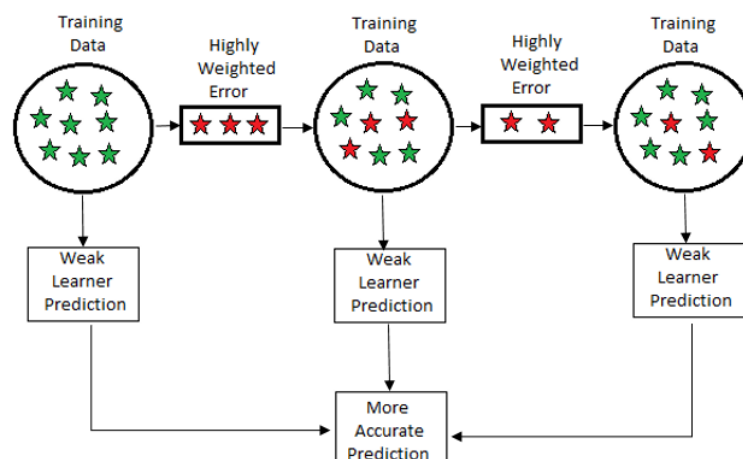 Training
Data
Highly
Weighted
Error
Training
Data
Highly
Weighted
Error
Training
Data
Weak
Learner
Prediction
Weak
Learner
Prediction
Weak
Learner
Prediction
More
Accurate
Prediction